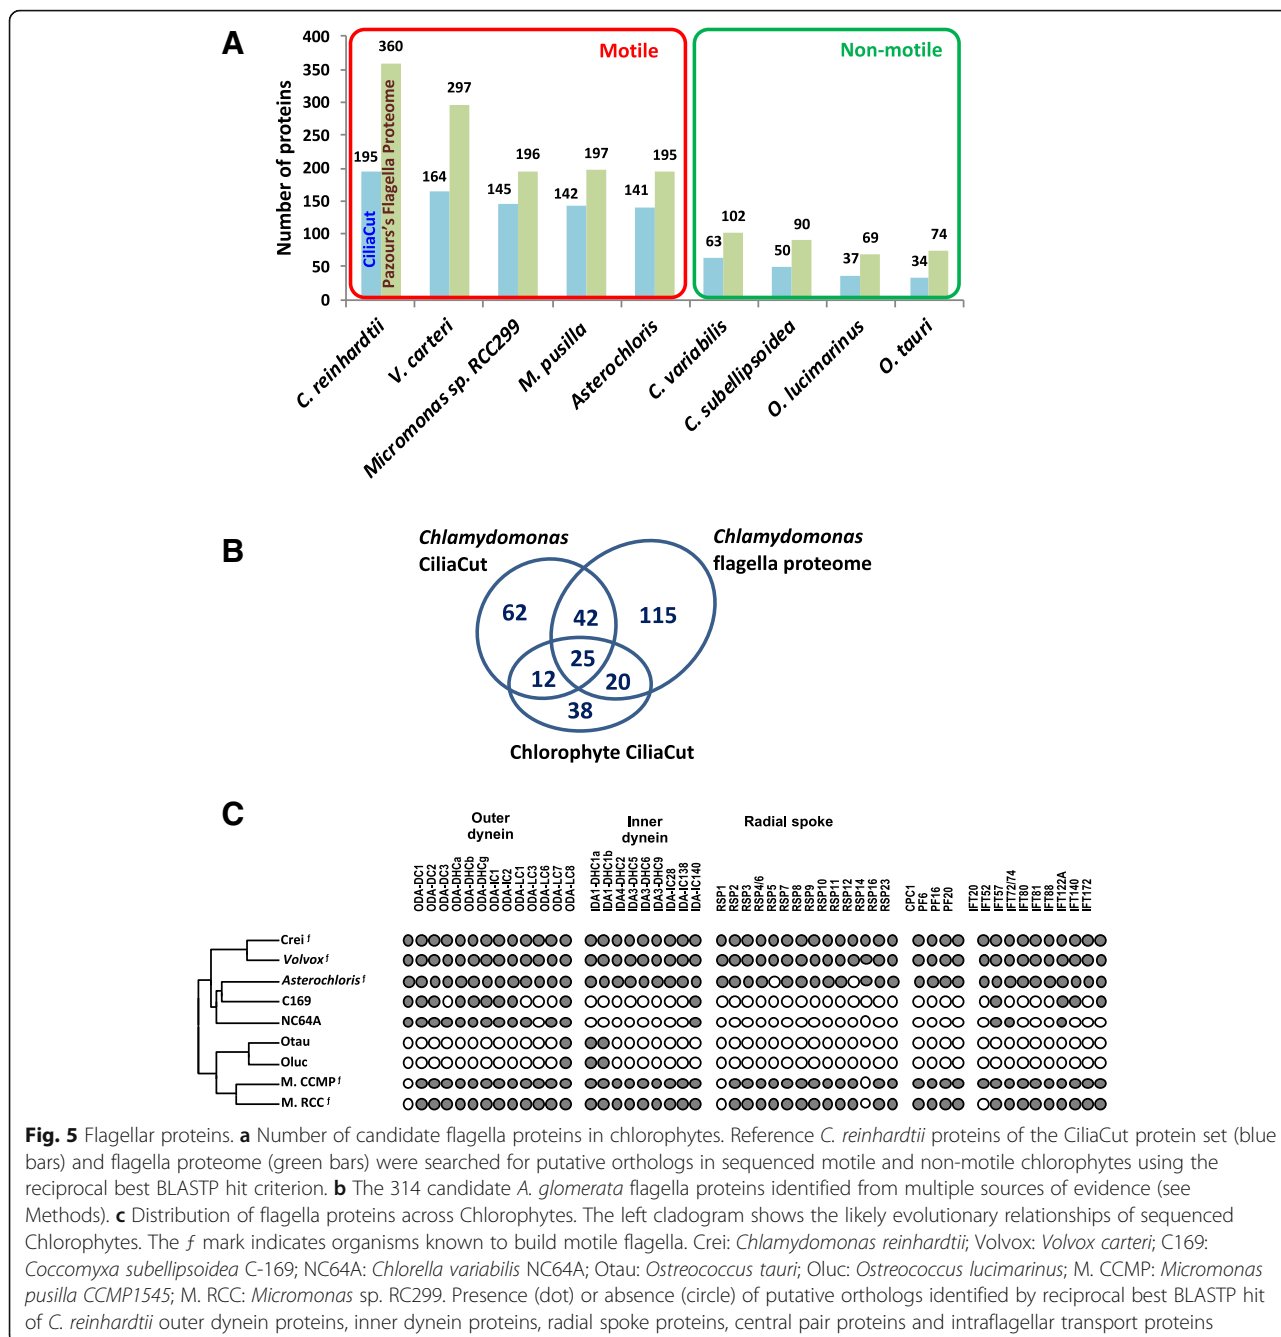 A
Number of proteins
400
350
300
250
200
150
100
50
0
Motile
Non-motile
360
195
297
164
196
145
197
142
195
141
102
63
90
50
69
37
74
34
CiliaCut
Pazours's Flagella Proteome
C. reinhardtii
V. carteri
Micromonas sp. RCC299
M. pusilla
Asterochloris
C. variabilis
C. subellipsoidea
O. lucimarinus
O. tauri
B
Chlamydomonas
CiliaCut
Chlamydomonas
flagella proteome
62
42
115
25
12
20
38
Chlorophyte CiliaCut
C
Outer
dynein
Inner
dynein
Radial spoke
ODA-DC1
ODA-DC2
ODA-DC3
ODA-DHCa
ODA-DHCb
ODA-DHCg
ODA-IC1
ODA-IC2
ODA-LC1
ODA-LC3
ODA-LC6
ODA-LC7
ODA-LC8
IDA1-DHC1a
IDA1-DHC1b
IDA4-DHC2
IDA3-DHC5
IDA3-DHC6
IDA3-DHC9
IDA-IC28
IDA-IC138
IDA-IC140
RSP1
RSP2
RSP3
RSP4/6
RSP5
RSP7
RSP8
RSP9
RSP10
RSP11
RSP12
RSP14
RSP16
RSP23
CPC1
PF6
PF16
PF20
IFT20
IFT52
IFT57
IFT72/74
IFT80
IFT81
IFT88
IFT122A
IFT140
IFT172
Crei f
Volvox f
Asterochloris f
C169
NC64A
Otau
Oluc
M. CCMP f
M. RCC f
Fig. 5 Flagellar proteins. a Number of candidate flagella proteins in chlorophytes. Reference C. reinhardtii proteins of the CiliaCut protein set (blue
bars) and flagella proteome (green bars) were searched for putative orthologs in sequenced motile and non-motile chlorophytes using the
reciprocal best BLASTP hit criterion. b The 314 candidate A. glomerata flagella proteins identified from multiple sources of evidence (see
Methods). c Distribution of flagella proteins across Chlorophytes. The left cladogram shows the likely evolutionary relationships of sequenced
Chlorophytes. The ƒ mark indicates organisms known to build motile flagella. Crei: Chlamydomonas reinhardtii; Volvox: Volvox carteri; C169:
Coccomyxa subellipsoidea C-169; NC64A: Chlorella variabilis NC64A; Otau: Ostreococcus tauri; Oluc: Ostreococcus lucimarinus; M. CCMP: Micromonas
pusilla CCMP1545; M. RCC: Micromonas sp. RC299. Presence (dot) or absence (circle) of putative orthologs identified by reciprocal best BLASTP hit
of C. reinhardtii outer dynein proteins, inner dynein proteins, radial spoke proteins, central pair proteins and intraflagellar transport proteins